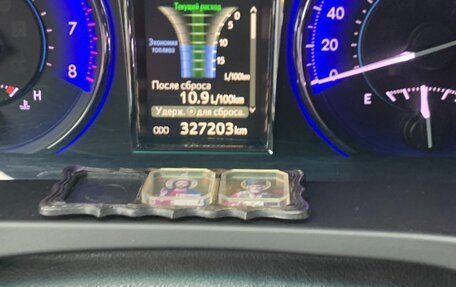 Текущий расход
0
5
10
15
L/100km
Экономия
топлива
После сброса
10.9 L/100km
Удерж. для сброса.
ODO 327203 km
7
8
H
40
20
0
E